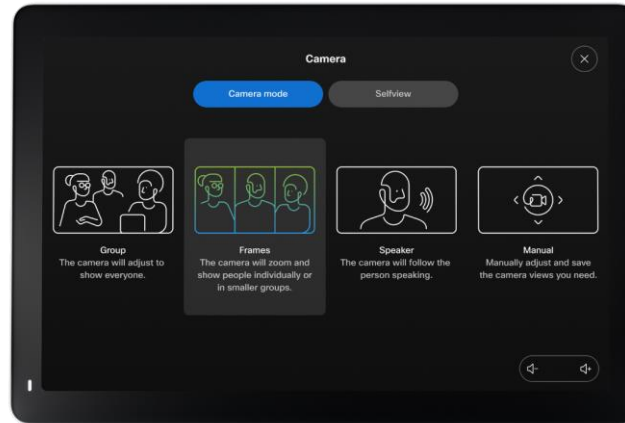 Camera
Camera mode
Selfview
Group
The camera will adjust to
show everyone.
Frames
The camera will zoom and
show people individually or
in smaller groups.
Speaker
The camera will follow the
person speaking.
Manual
Manually adjust and save
the camera views you need.